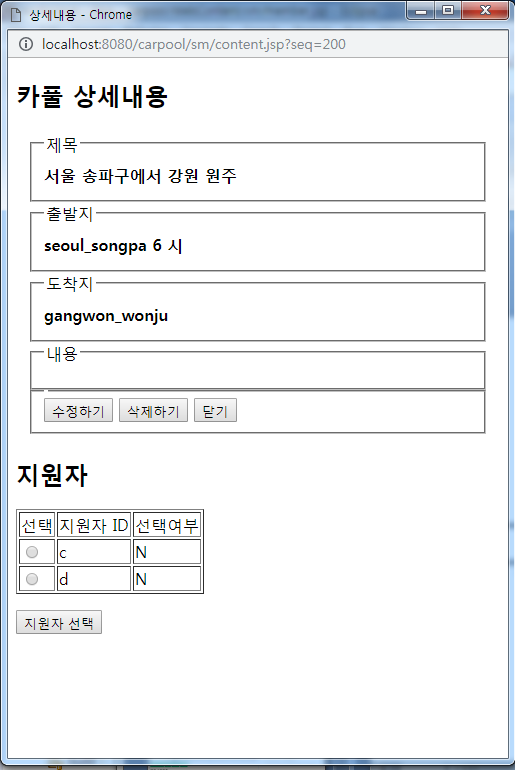 상세내용 - Chrome
localhost:8080/carpool/sm/content.jsp?seq=200
카풀 상세내용
제목
서울 송파구에서 강원 원주
출발지
seoul_songpa 6 시
도착지
gangwon_wonju
내용
수정하기 삭제하기 닫기
지원자
선택 지원자 ID 선택여부
c N
d N
지원자 선택